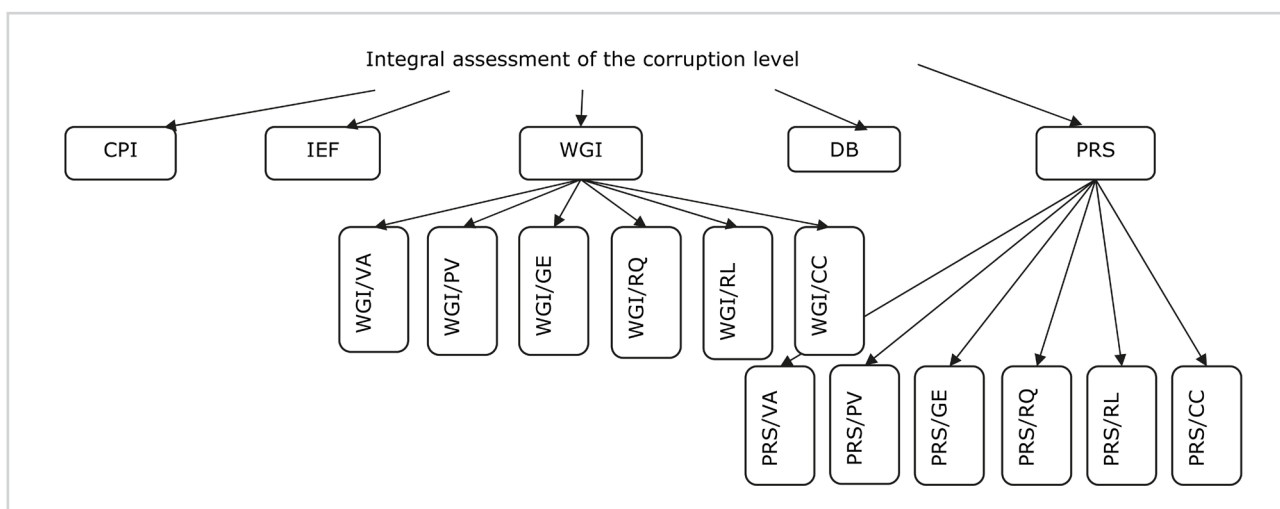 Integral assessment of the corruption level
CPI
IEF
WGI
DB
PRS
WGI/VA
WGI/PV
WGI/GE
WGI/RQ
WGI/RL
WGI/CC
PRS/VA
PRS/PV
PRS/GE
PRS/RQ
PRS/RL
PRS/CC